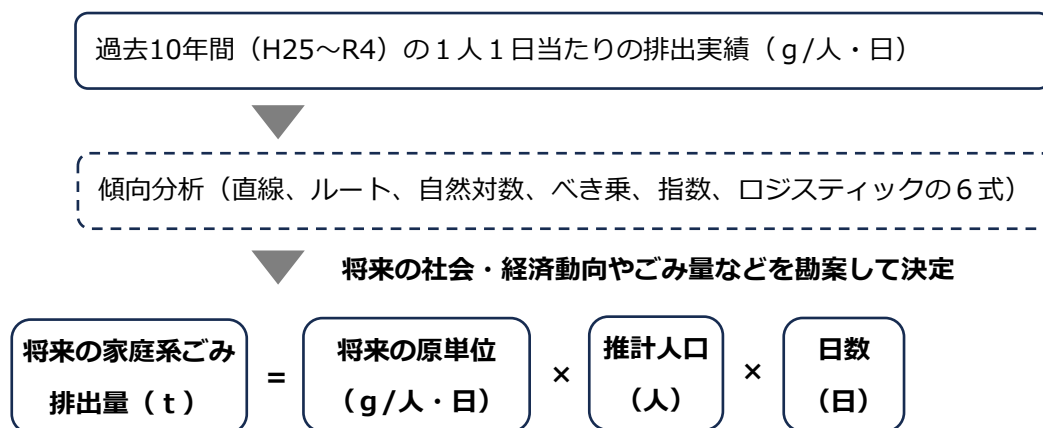 過去10年間（H25～R4）の１人１日当たりの排出実績（ｇ/人・日）
傾向分析（直線、ルート、自然対数、べき乗、指数、ロジスティックの６式）
将来の社会・経済動向やごみ量などを勘案して決定
将来の家庭系ごみ
排出量（ｔ）
=
将来の原単位
（ｇ/人・日）
×
推計人口
（人）
×
日数
（日）